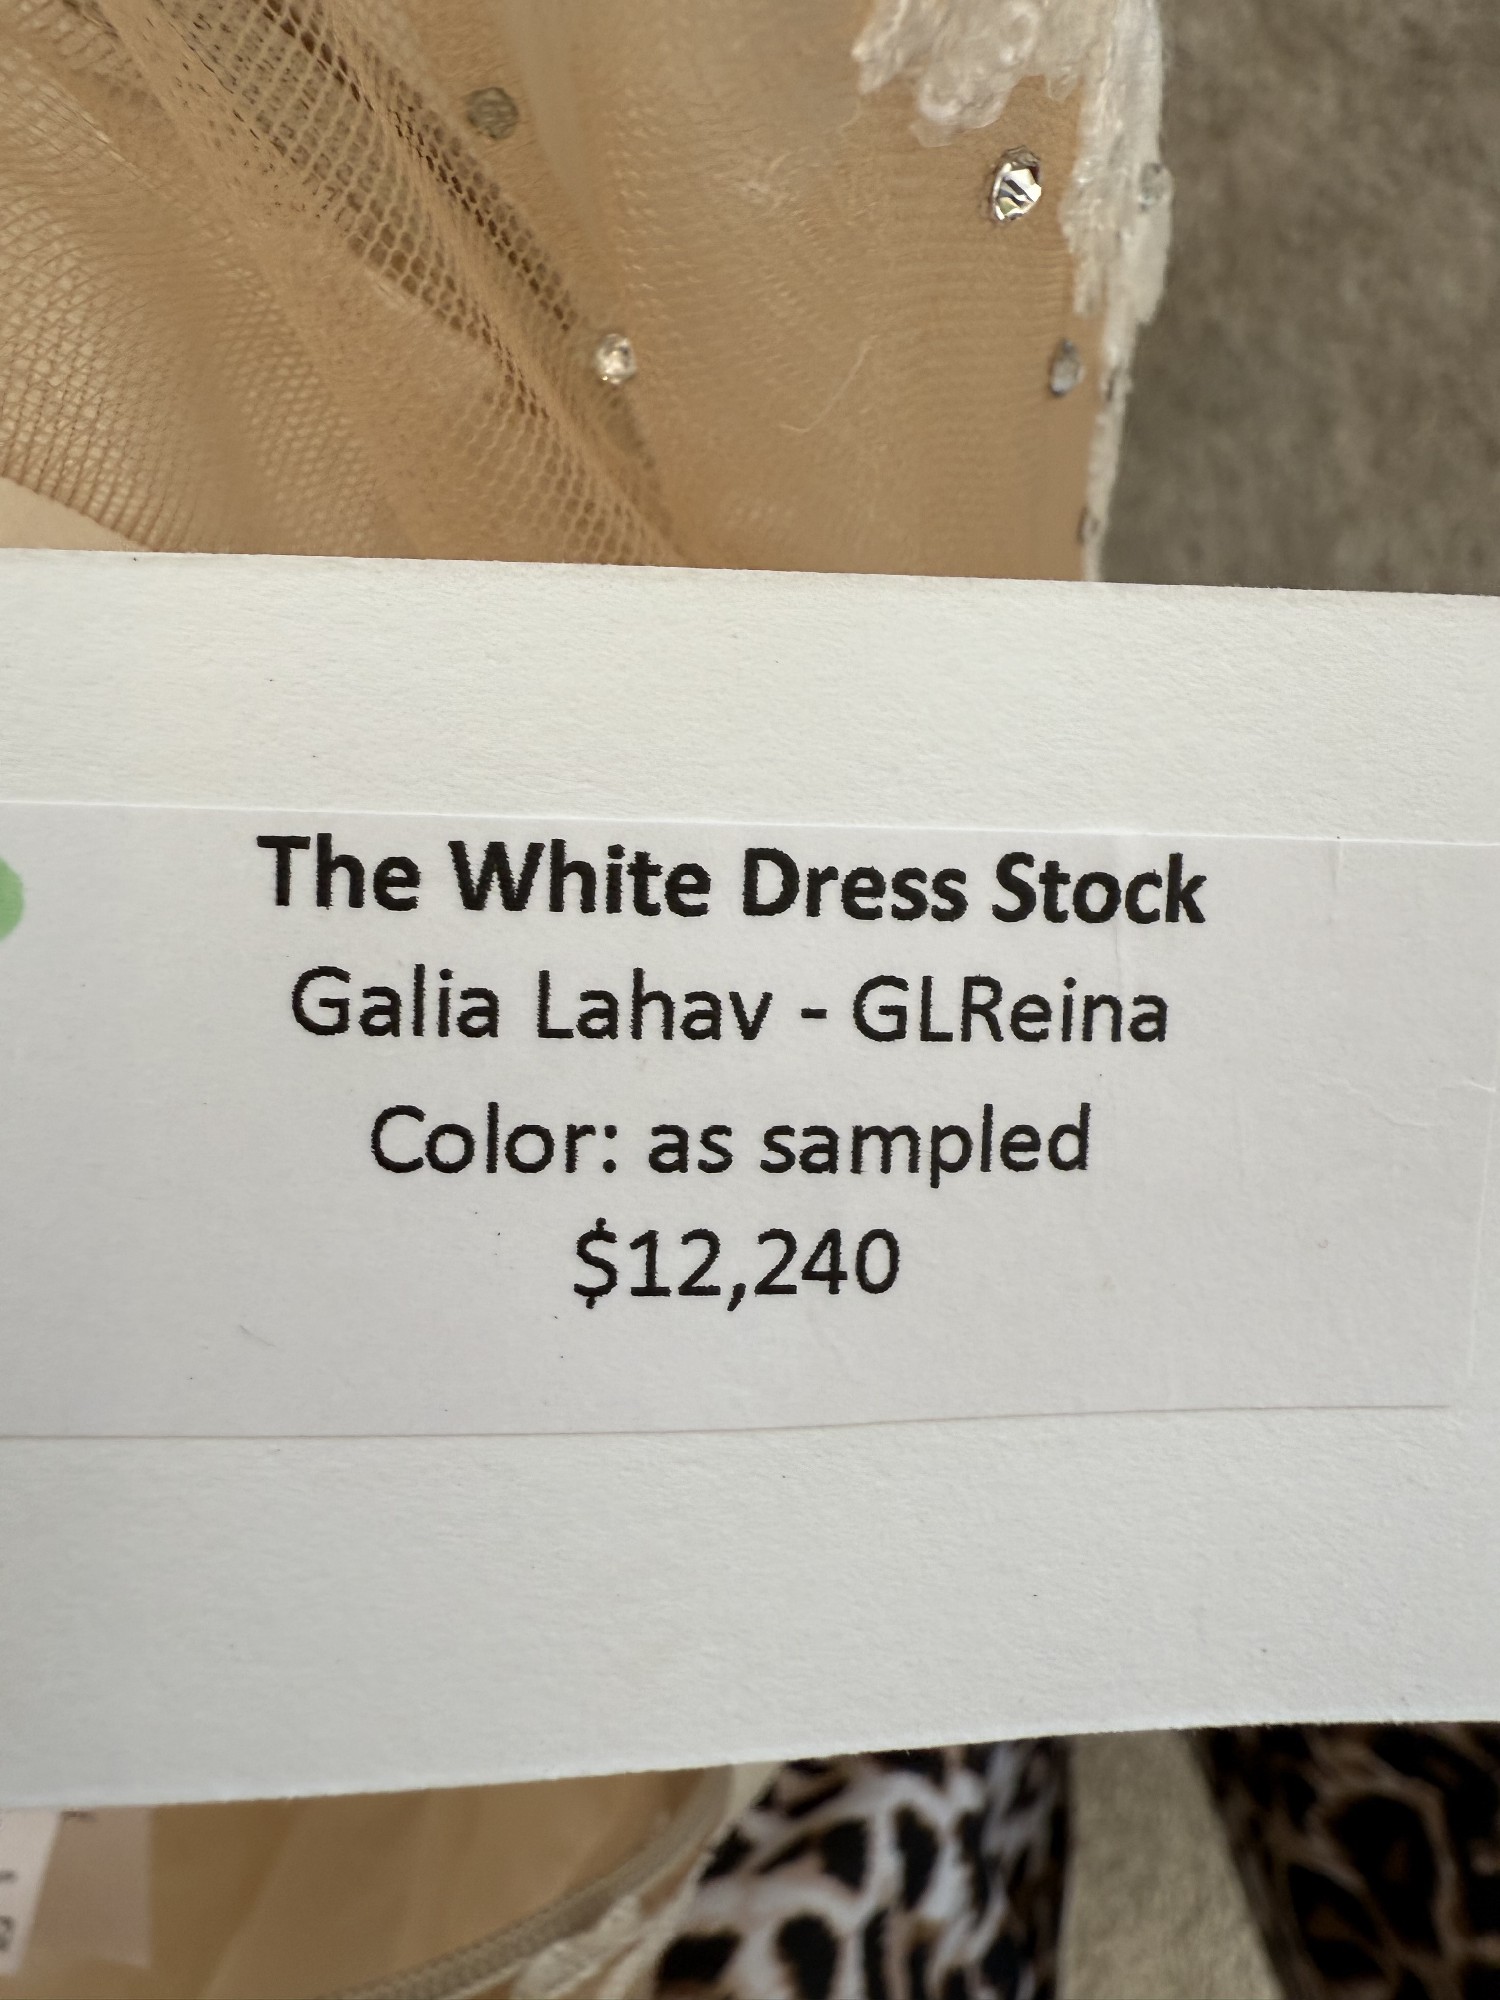 The White Dress Stock
Galia Lahav - GLReina
Color: as sampled
$12,240